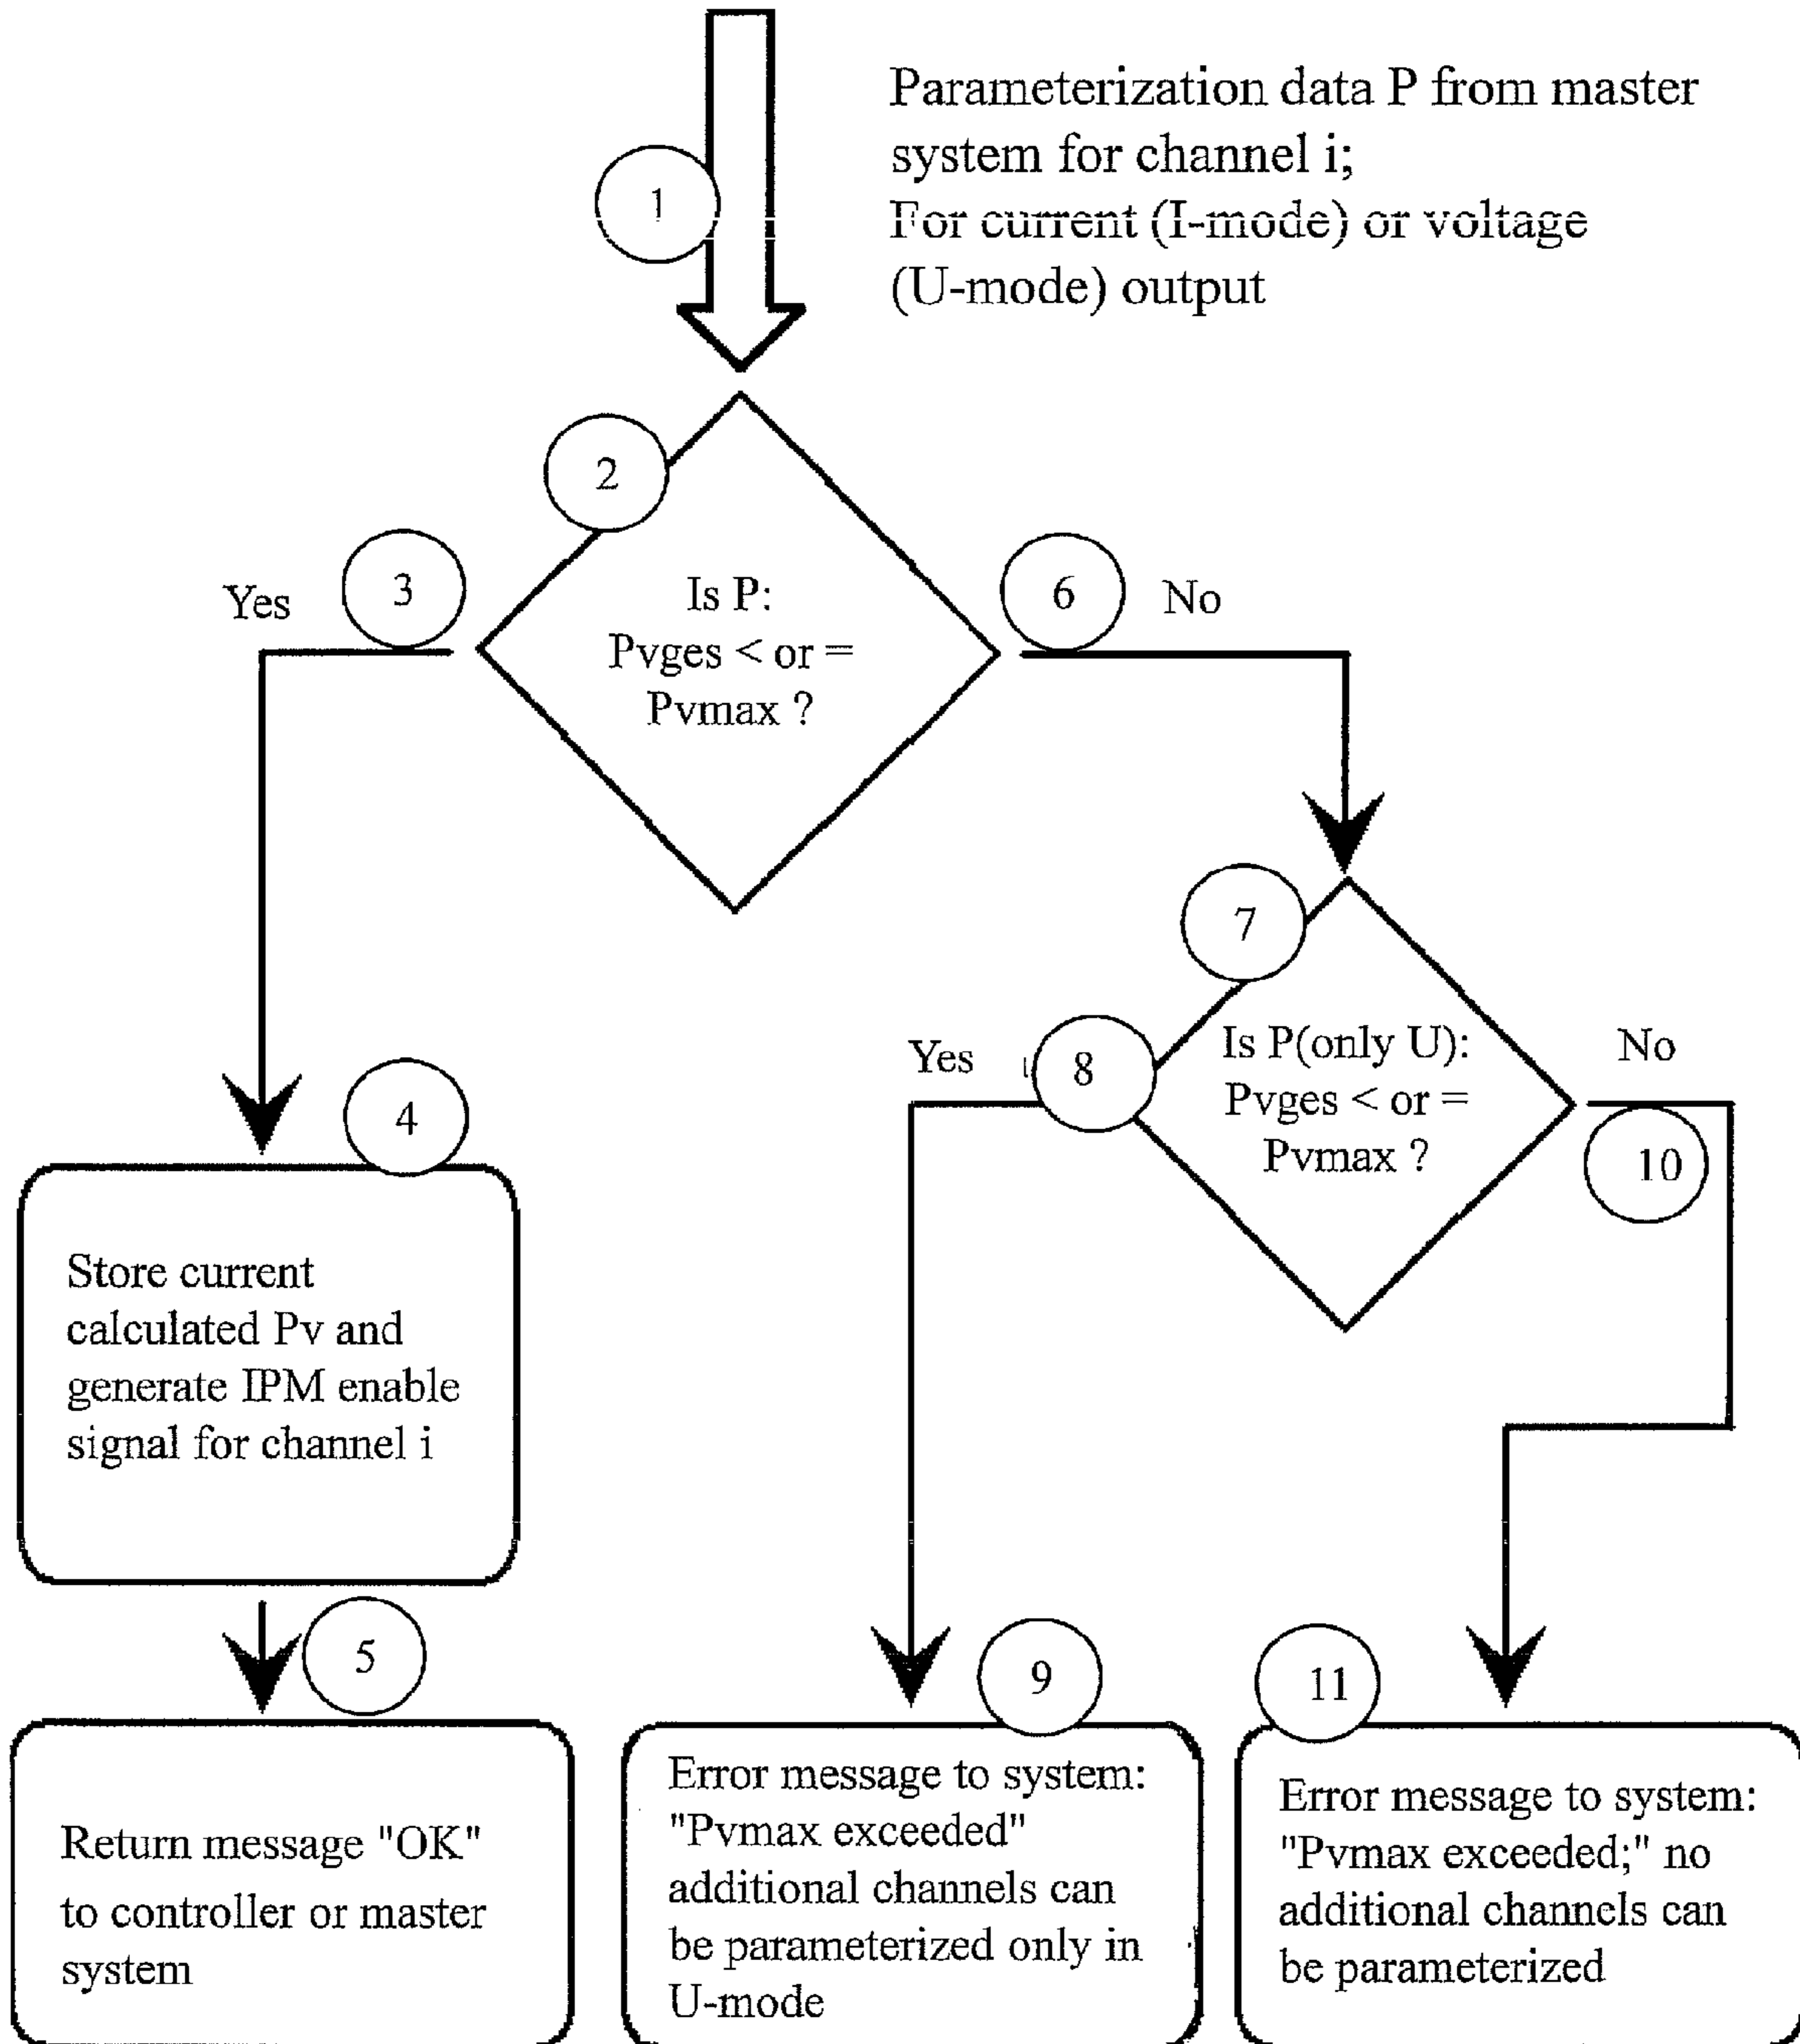 Parameterization data P from master
system for channel i;
For current (I-mode) or voltage
(U-mode) output
1
2
3
Yes
Is P:
Pvges < or =
Pvmax ?
6
No
7
Yes
8
Is P(only U):
Pvges < or =
Pvmax ?
No
10
4
Store current
calculated Pv and
generate IPM enable
signal for channel i
5
Return message "OK"
to controller or master
system
9
Error message to system:
"Pvmax exceeded"
additional channels can
be parameterized only in
U-mode
11
Error message to system:
"Pvmax exceeded;" no
additional channels can
be parameterized